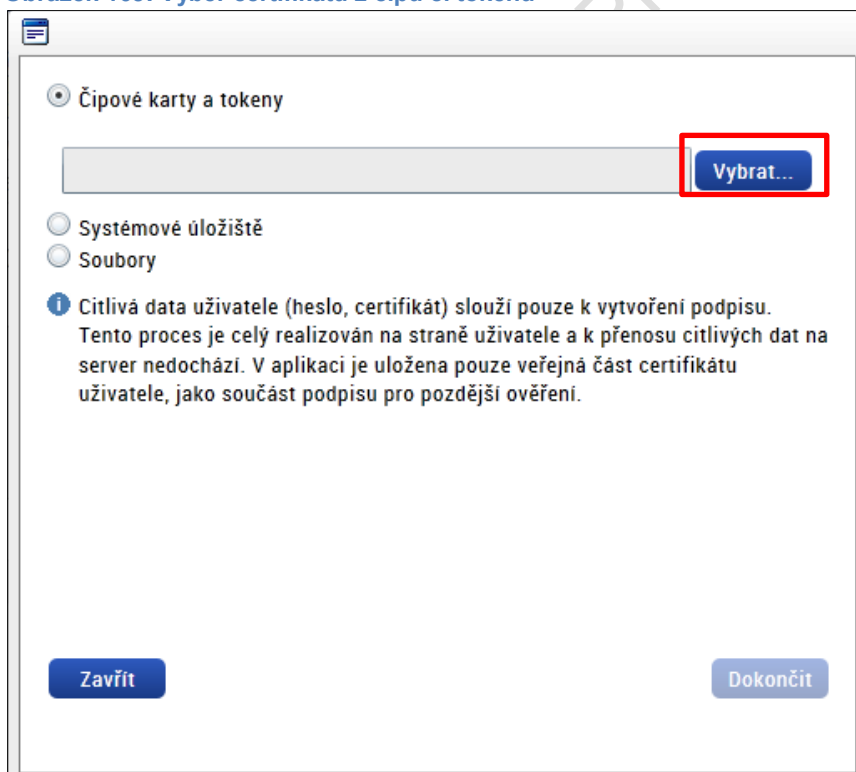 Čipové karty a tokeny
Vybrat...
Systémové úložiště
Soubory
Citlivá data uživatele (heslo, certifikát) slouží pouze k vytvoření podpisu.
Tento proces je celý realizován na straně uživatele a k přenosu citlivých dat na
server nedochází. V aplikaci je uložena pouze veřejná část certifikátu
uživatele, jako součást podpisu pro pozdější ověření.
Zavřít
Dokončit